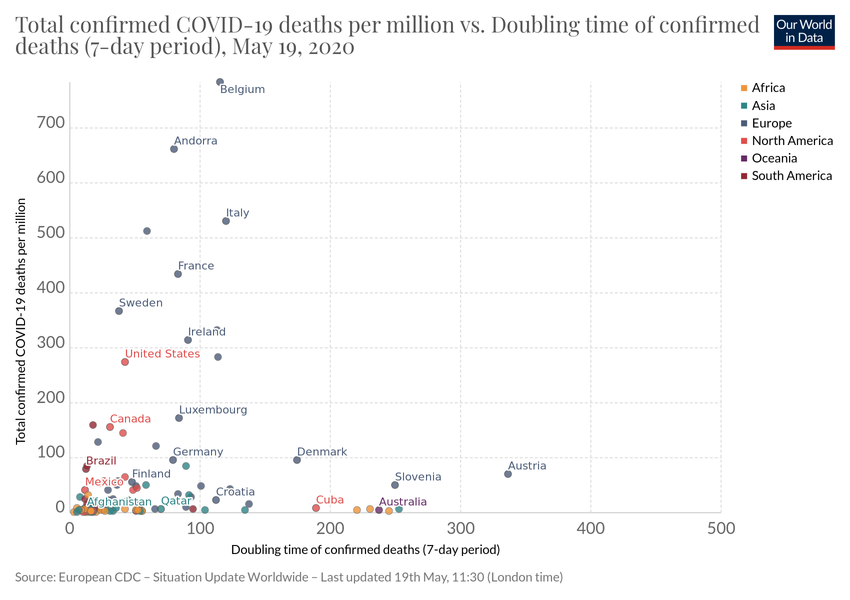 Total confirmed COVID-19 deaths per million vs. Doubling time of confirmed
deaths (7-day period), May 19, 2020
Our World
in Data
Africa
Asia
Europe
North America
Oceania
South America
Total confirmed COVID-19 deaths per million
700
600
500
400
300
200
100
0
Belgium
Andorra
Italy
France
Sweden
Ireland
United States
Luxembourg
Canada
Germany
Denmark
Brazil
Austria
Finland
Slovenia
Mexico
Croatia
Afghanistan
Qatar
Cuba
Australia
0
100
200
300
400
500
Doubling time of confirmed deaths (7-day period)
Source: European CDC – Situation Update Worldwide – Last updated 19th May, 11:30 (London time)